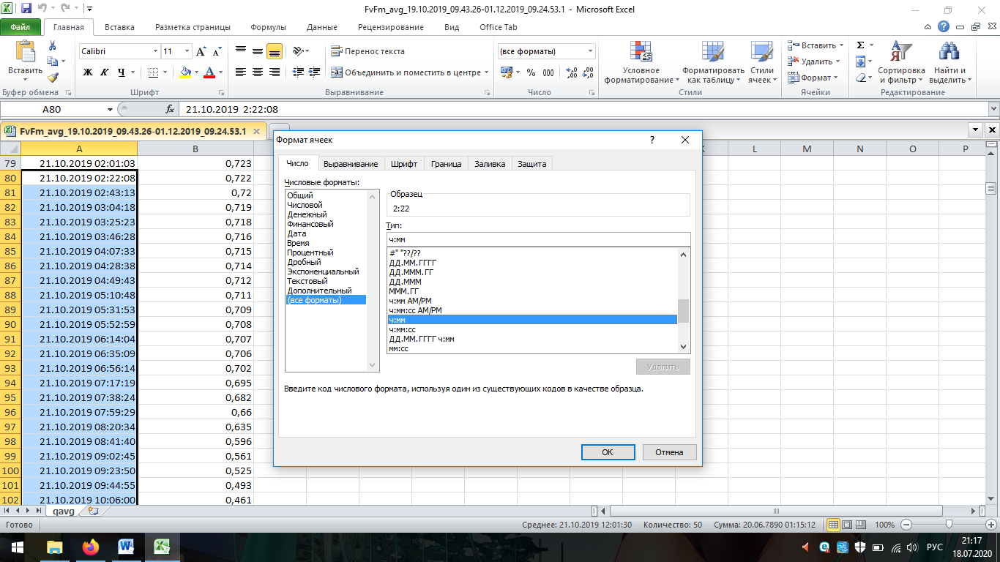 FvFm_avg_19.10.2019_09.43.26-01.12.2019_09.24.53.1 - Microsoft Excel
Файл Главная Вставка Разметка страницы Формулы Данные Рецензирование Вид Office Tab
Вставить
Буфер обмена
Calibri 11
Ж К Ч
Шрифт
Перенос текста
Объединить и поместить в центре
Выравнивание
(все форматы)
% 000 ,00 ,0
Число
Условное форматирование
Форматировать как таблицу
Стили ячеек
Стили
Вставить
Удалить
Формат
Ячейки
Σ
Сортировка и фильтр
Найти и выделить
Редактирование
A80 fx 21.10.2019 2:22:08
FvFm_avg_19.10.2019_09.43.26-01.12.2019_09.24.53.1
A B K L M N O P
79 21.10.2019 02:01:03 0,723
80 21.10.2019 02:22:08 0,722
81 21.10.2019 02:43:13 0,72
82 21.10.2019 03:04:18 0,719
83 21.10.2019 03:25:23 0,718
84 21.10.2019 03:46:28 0,716
85 21.10.2019 04:07:33 0,715
86 21.10.2019 04:28:38 0,714
87 21.10.2019 04:49:43 0,712
88 21.10.2019 05:10:48 0,711
89 21.10.2019 05:31:53 0,709
90 21.10.2019 05:52:59 0,708
91 21.10.2019 06:14:04 0,707
92 21.10.2019 06:35:09 0,706
93 21.10.2019 06:56:14 0,702
94 21.10.2019 07:17:19 0,695
95 21.10.2019 07:38:24 0,682
96 21.10.2019 07:59:29 0,66
97 21.10.2019 08:20:34 0,635
98 21.10.2019 08:41:40 0,596
99 21.10.2019 09:02:45 0,561
100 21.10.2019 09:23:50 0,525
101 21.10.2019 09:44:55 0,493
102 21.10.2019 10:06:00 0,461
Формат ячеек
Число Выравнивание Шрифт Граница Заливка Защита
Числовые форматы:
Общий
Числовой
Денежный
Финансовый
Дата
Время
Процентный
Дробный
Экспоненциальный
Текстовый
Дополнительный
(все форматы)
Образец
2:22
Тип:
ч:мм
#" "??/??
ДД.ММ.ГГГГ
ДД.МММ.ГГ
ДД.МММ
МММ.ГГ
ч:мм AM/PM
ч:мм:сс AM/PM
ч:мм
ч:мм:сс
ДД.ММ.ГГГГ ч:мм
мм:сс
Удалить
Введите код числового формата, используя один из существующих кодов в качестве образца.
ОК Отмена
qavg
Готово Среднее: 21.10.2019 12:01:30 Количество: 50 Сумма: 20.06.7890 01:15:12 100%
РУС
21:17
18.07.2020